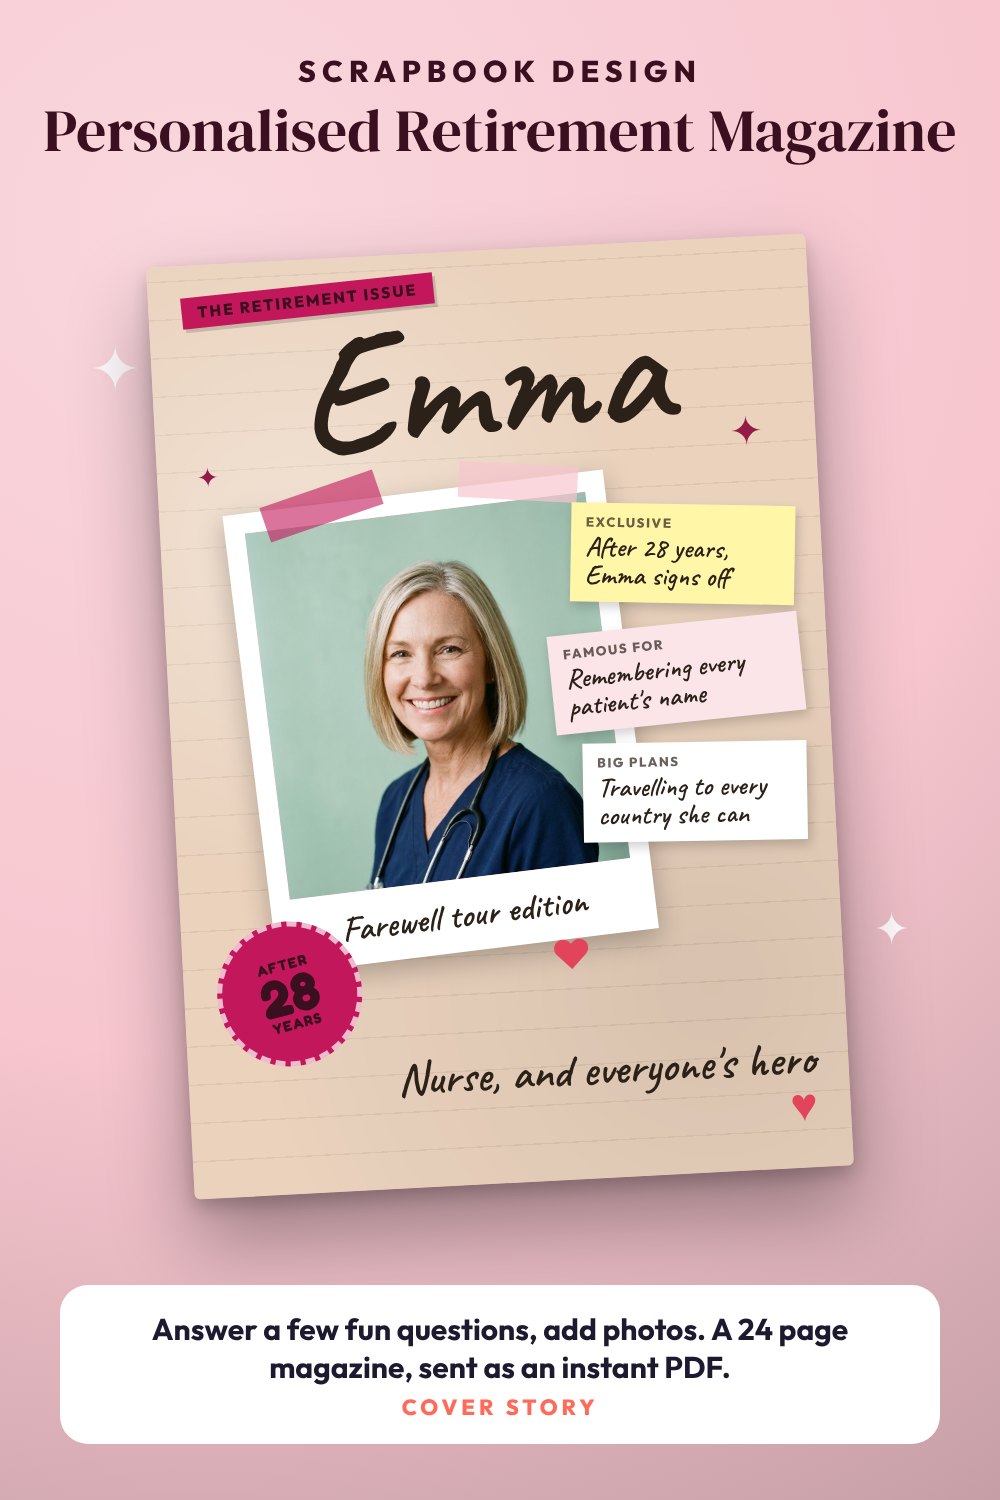 SCRAPBOOK DESIGN
Personalised Retirement Magazine
THE RETIREMENT ISSUE
Emma
EXCLUSIVE
After 28 years,
Emma signs off
FAMOUS FOR
Remembering every
patient's name
BIG PLANS
Travelling to every
country she can
Farewell tour edition
AFTER
28
YEARS
Nurse, and everyone's hero
Answer a few fun questions, add photos. A 24 page
magazine, sent as an instant PDF.
COVER STORY